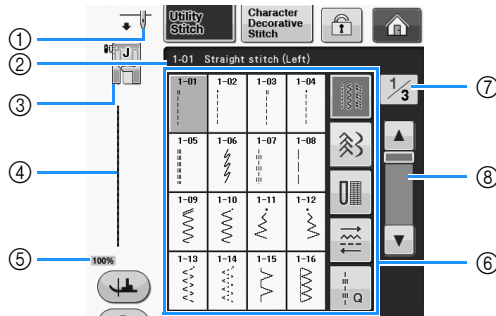 ①
②
③
④
⑤
⑥
⑦
⑧
J
100%
Utility
Stitch
Character
Decorative
Stitch
1-01 Straight stitch (Left)
1-01 1-02 1-03 1-04
1-05 1-06 1-07 1-08
1-09 1-10 1-11 1-12
1-13 1-14 1-15 1-16
Q
1/3